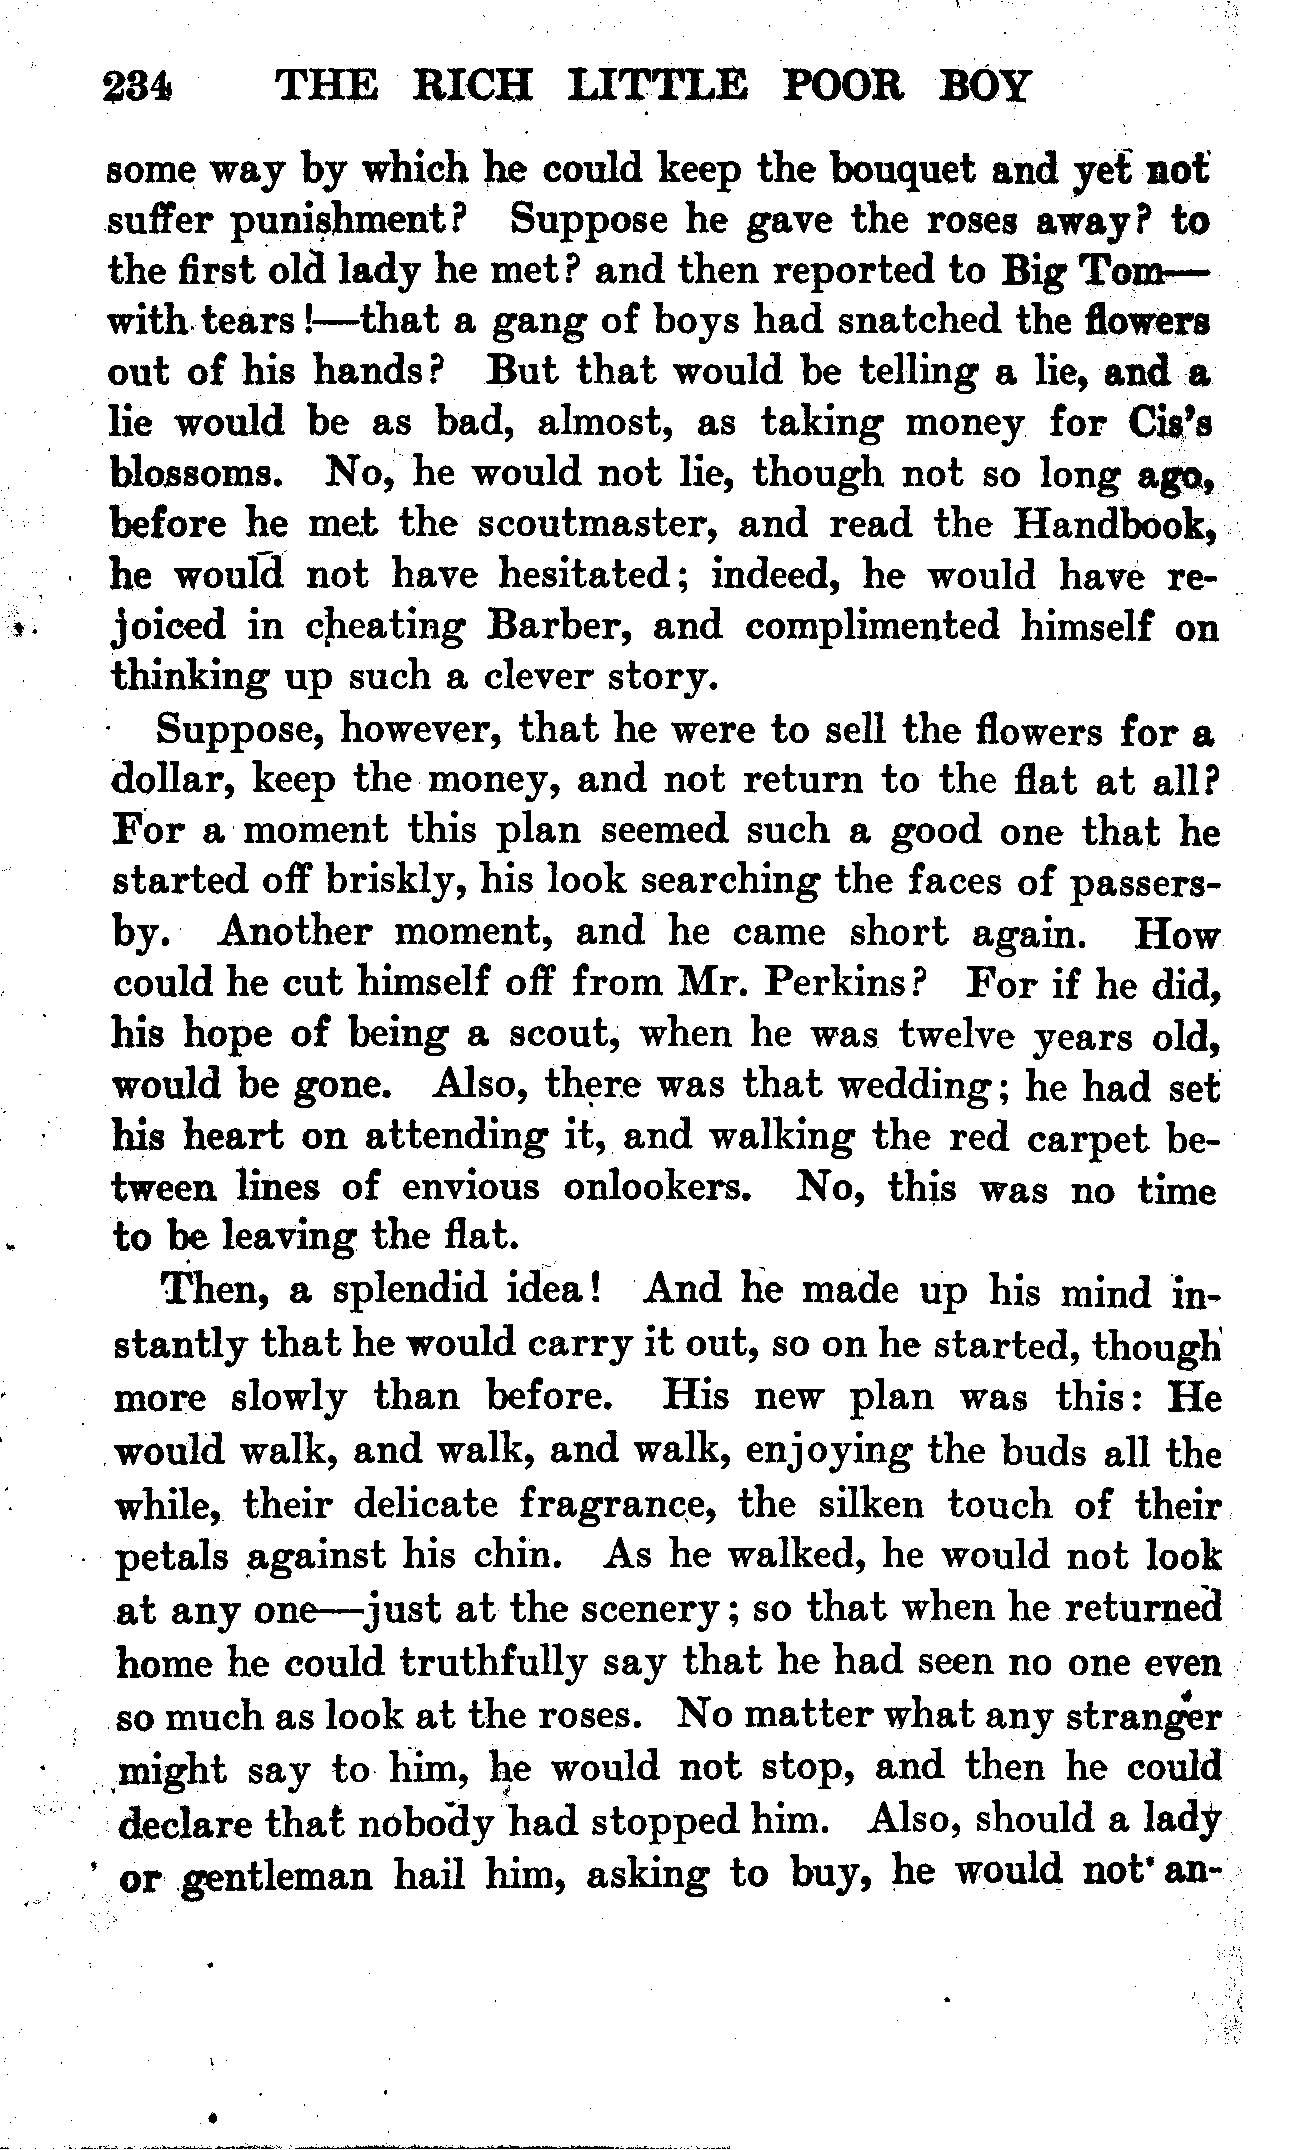 234 THE RICH LITTLE POOR BOY
some way by which he could keep the bouquet and yet not
suffer punishment? Suppose he gave the roses away? to
the first old lady he met? and then reported to Big Tom—
with tears!—that a gang of boys had snatched the flowers
out of his hands? But that would be telling a lie, and a
lie would be as bad, almost, as taking money for Cis's
blossoms. No, he would not lie, though not so long ago,
before he met the scoutmaster, and read the Handbook,
he would not have hesitated; indeed, he would have re-
joiced in cheating Barber, and complimented himself on
thinking up such a clever story.
Suppose, however, that he were to sell the flowers for a
dollar, keep the money, and not return to the flat at all?
For a moment this plan seemed such a good one that he
started off briskly, his look searching the faces of passers-
by. Another moment, and he came short again. How
could he cut himself off from Mr. Perkins? For if he did,
his hope of being a scout, when he was twelve years old,
would be gone. Also, there was that wedding; he had set
his heart on attending it, and walking the red carpet be-
tween lines of envious onlookers. No, this was no time
to be leaving the flat.
Then, a splendid idea! And he made up his mind in-
stantly that he would carry it out, so on he started, though
more slowly than before. His new plan was this: He
would walk, and walk, and walk, enjoying the buds all the
while, their delicate fragrance, the silken touch of their
petals against his chin. As he walked, he would not look
at any one—just at the scenery; so that when he returned
home he could truthfully say that he had seen no one even
so much as look at the roses. No matter what any stranger
might say to him, he would not stop, and then he could
declare that nobody had stopped him. Also, should a lady
or gentleman hail him, asking to buy, he would not an-